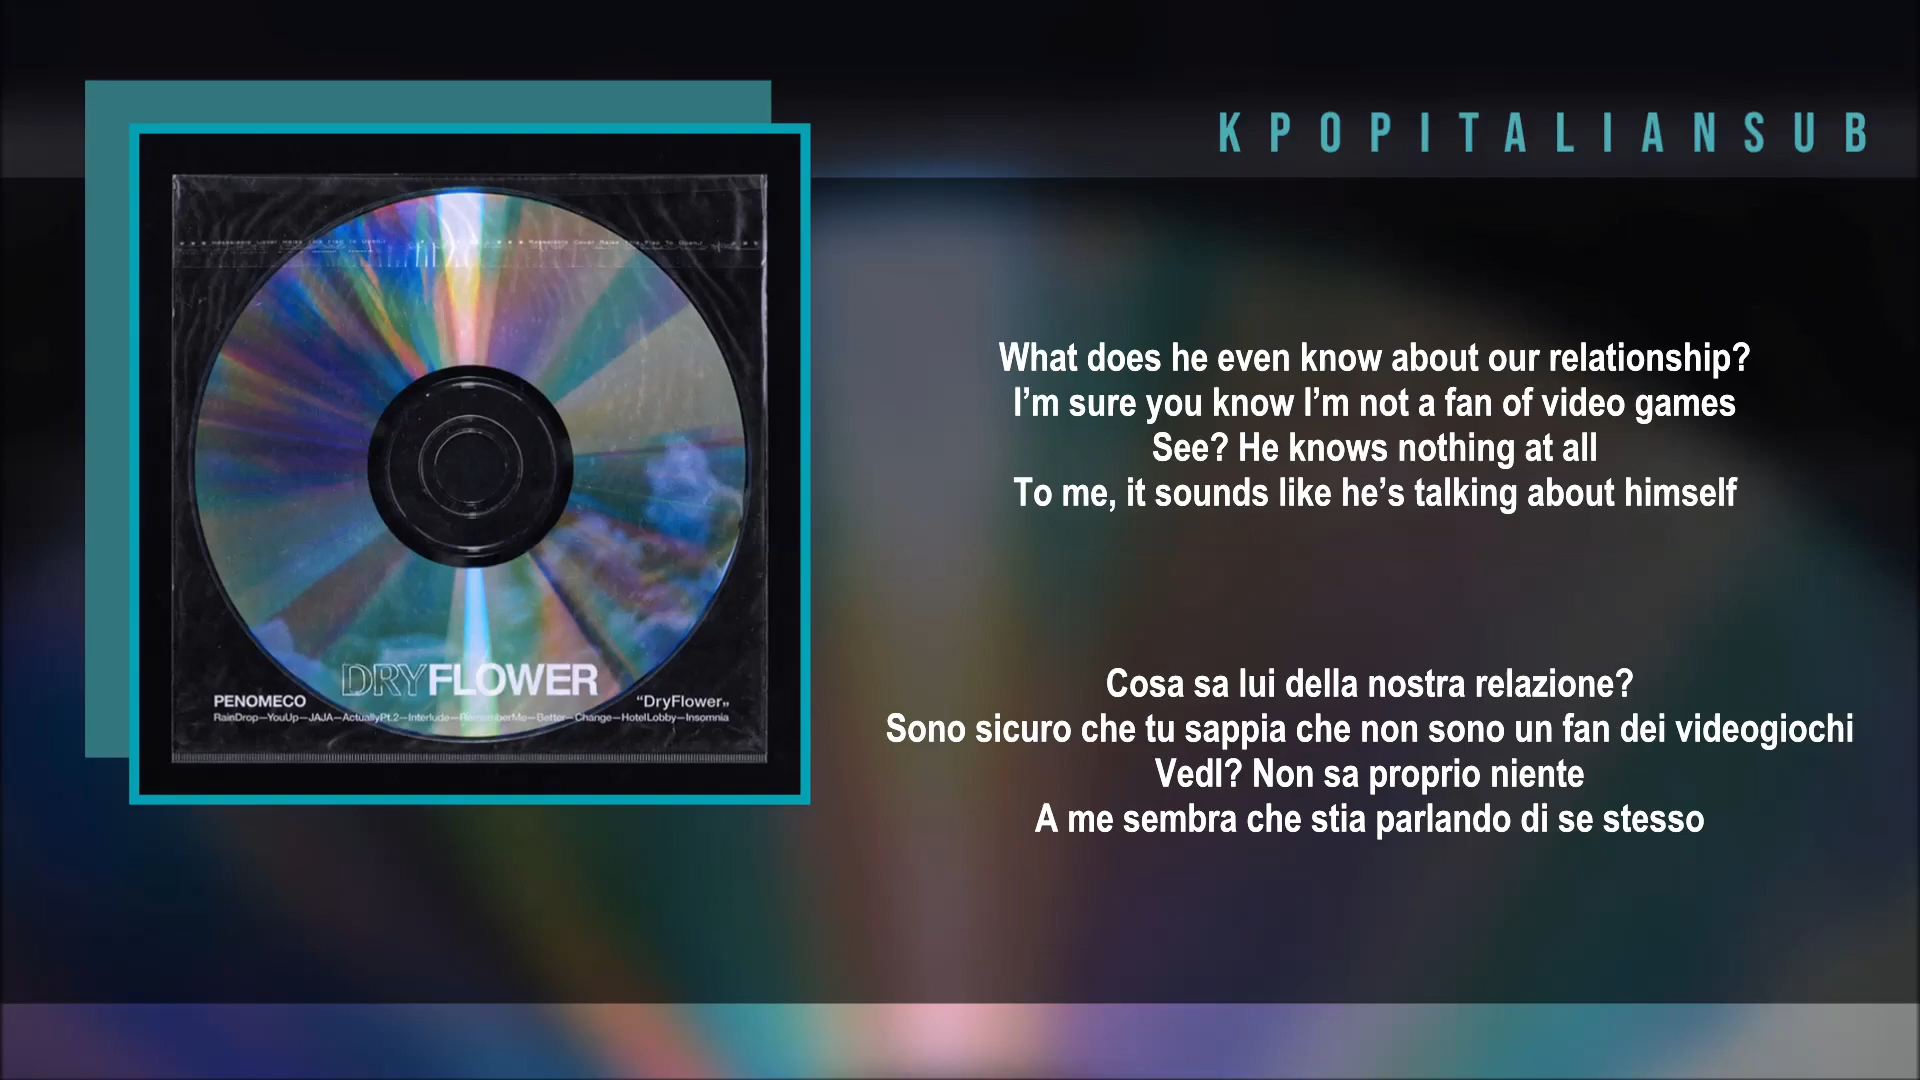 KPOPITALIANSUB
What does he even know about our relationship?
I'm sure you know I'm not a fan of video games
See? He knows nothing at all
To me, it sounds like he's talking about himself
Cosa sa lui della nostra relazione?
Sono sicuro che tu sappia che non sono un fan dei videogiochi
VedI? Non sa proprio niente
A me sembra che stia parlando di se stesso
DRYFLOWER
PENOMECO
“DryFlower„
RainDrop—YouUp—JAJA—ActuallyPt.2—Interlude—RememberMe—Better—Change—HotelLobby—Insomnia